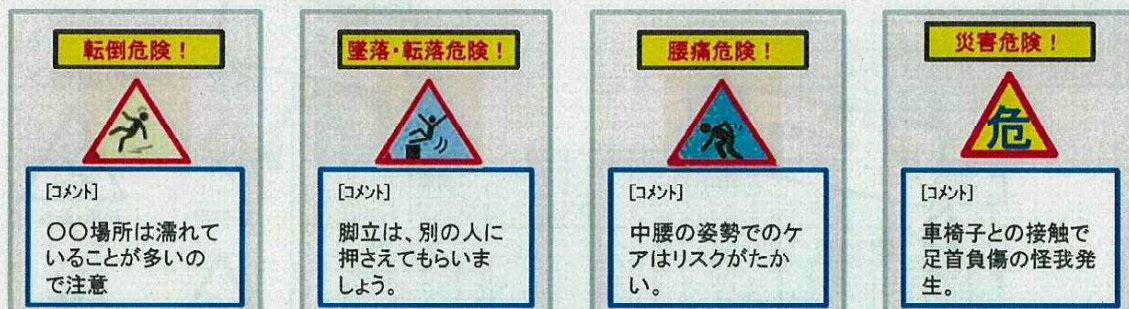 転倒危険！
[コメント]
〇〇場所は濡れて
いることが多いの
で注意
墜落・転落危険！
[コメント]
脚立は、別の人に
押さえてもらいま
しょう。
腰痛危険！
[コメント]
中腰の姿勢でのケ
アはリスクがたか
い。
災害危険！
危
[コメント]
車椅子との接触で
足首負傷の怪我発
生。